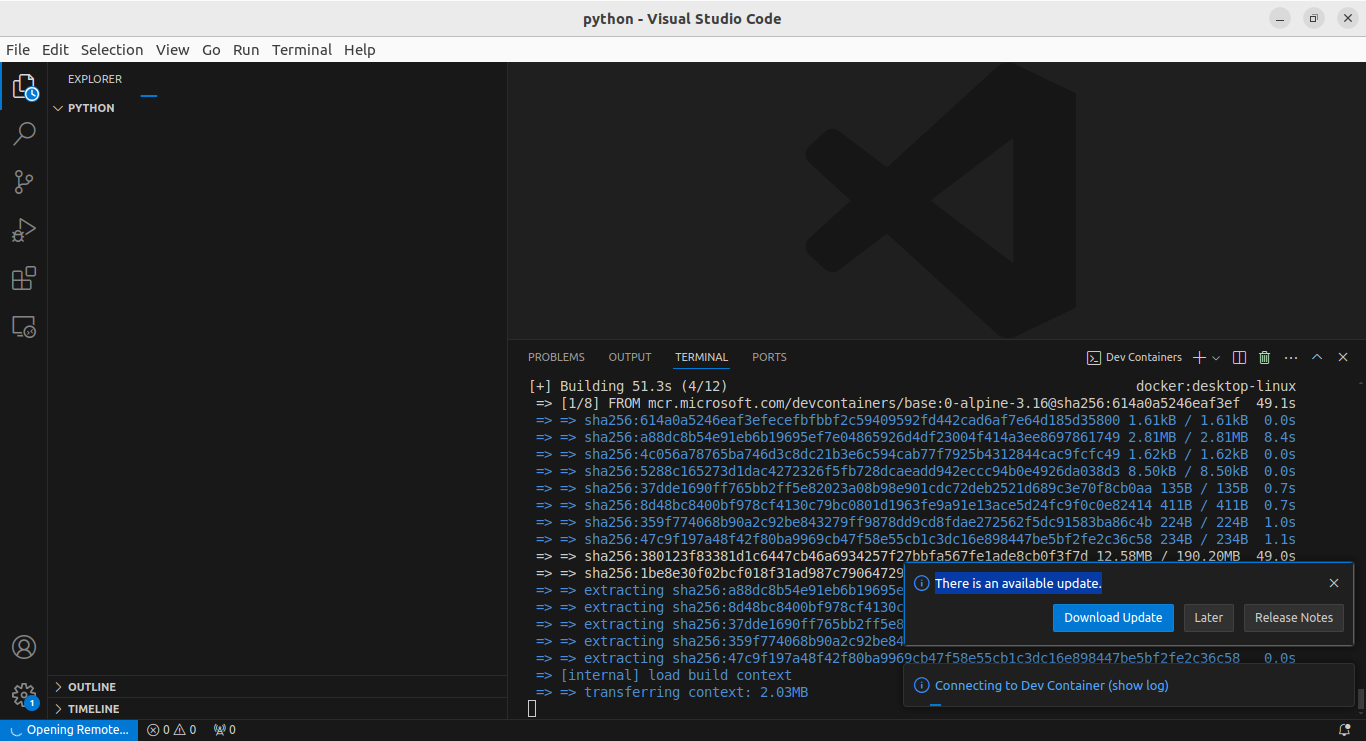 python - Visual Studio Code
File Edit Selection View Go Run Terminal Help
EXPLORER
PYTHON
PROBLEMS OUTPUT TERMINAL PORTS Dev Containers
[+] Building 51.3s (4/12) docker:desktop-linux
=> [1/8] FROM mcr.microsoft.com/devcontainers/base:0-alpine-3.16@sha256:614a0a5246eaf3ef 49.1s
=> => sha256:614a0a5246eaf3efecefbfbbf2c59409592fd442cad6af7e64d185d35800 1.61kB / 1.61kB 0.0s
=> => sha256:a88dc8b54e91eb6b19695ef7e04865926d4df23004f414a3ee8697861749 2.81MB / 2.81MB 8.4s
=> => sha256:4c056a78765ba746d3c8dc21b3e6c594cab77f7925b4312844cac9fcfc49 1.62kB / 1.62kB 0.0s
=> => sha256:5288c165273d1dac4272326f5fb728dcaeadd942eccc94b0e4926da038d3 8.50kB / 8.50kB 0.0s
=> => sha256:37dde1690ff765bb2ff5e82023a08b98e901cdc72deb2521d689c3e70f8cb0aa 135B / 135B 0.7s
=> => sha256:8d48bc8400bf978cf4130c79bc0801d1963fe9a91e13ace5d24fc9f0c0e82414 411B / 411B 0.7s
=> => sha256:359f774068b90a2c92be843279ff9878dd9cd8fdae272562f5dc91583ba86c4b 224B / 224B 1.0s
=> => sha256:47c9f197a48f42f80ba9969cb47f58e55cb1c3dc16e898447be5bf2fe2c36c58 234B / 234B 1.1s
=> => sha256:380123f83381d1c6447cb46a6934257f27bbfa567fe1ade8cb0f3f7d 12.58MB / 190.20MB 49.0s
=> => sha256:1be8e30f02bcf018f31ad987c79064729
=> => extracting sha256:a88dc8b54e91eb6b19695e
=> => extracting sha256:8d48bc8400bf978cf4130c
=> => extracting sha256:37dde1690ff765bb2ff5e8
=> => extracting sha256:359f774068b90a2c92be84
=> => extracting sha256:47c9f197a48f42f80ba9969cb47f58e55cb1c3dc16e898447be5bf2fe2c36c58 0.0s
=> [internal] load build context
=> => transferring context: 2.03MB
There is an available update.
Download Update Later Release Notes
Connecting to Dev Container (show log)
OUTLINE
TIMELINE
1
Opening Remote... 0 0 0